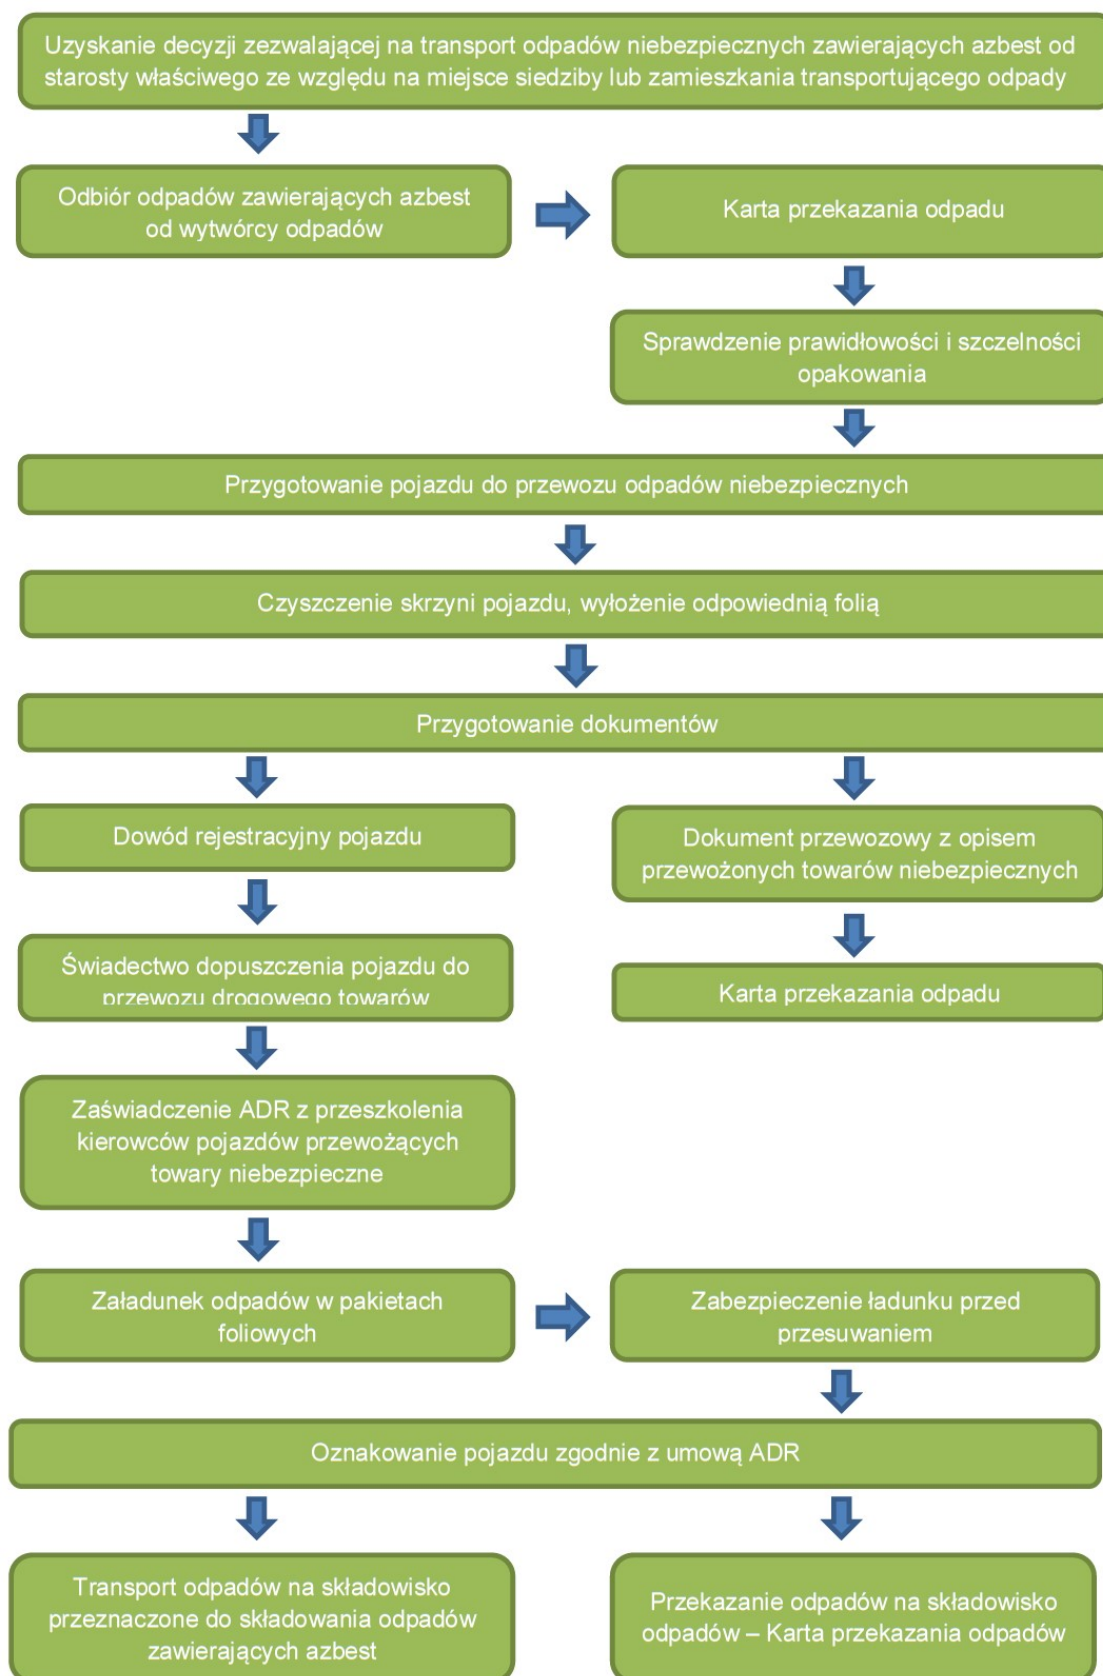 Uzyskanie decyzji zezwalającej na transport odpadów niebezpiecznych zawierających azbest od
starosty właściwego ze względu na miejsce siedziby lub zamieszkania transportującego odpady
Odbiór odpadów zawierających azbest
od wytwórcy odpadów
Karta przekazania odpadu
Sprawdzenie prawidłowości i szczelności
opakowania
Przygotowanie pojazdu do przewozu odpadów niebezpiecznych
Czyszczenie skrzyni pojazdu, wyłożenie odpowiednią folią
Przygotowanie dokumentów
Dowód rejestracyjny pojazdu
Dokument przewozowy z opisem
przewożonych towarów niebezpiecznych
Świadectwo dopuszczenia pojazdu do
przewozu drogowego towarów
Karta przekazania odpadu
Zaświadczenie ADR z przeszkolenia
kierowców pojazdów przewożących
towary niebezpieczne
Załadunek odpadów w pakietach
foliowych
Zabezpieczenie ładunku przed
przesuwaniem
Oznakowanie pojazdu zgodnie z umową ADR
Transport odpadów na składowisko
przeznaczone do składowania odpadów
zawierających azbest
Przekazanie odpadów na składowisko
odpadów – Karta przekazania odpadów